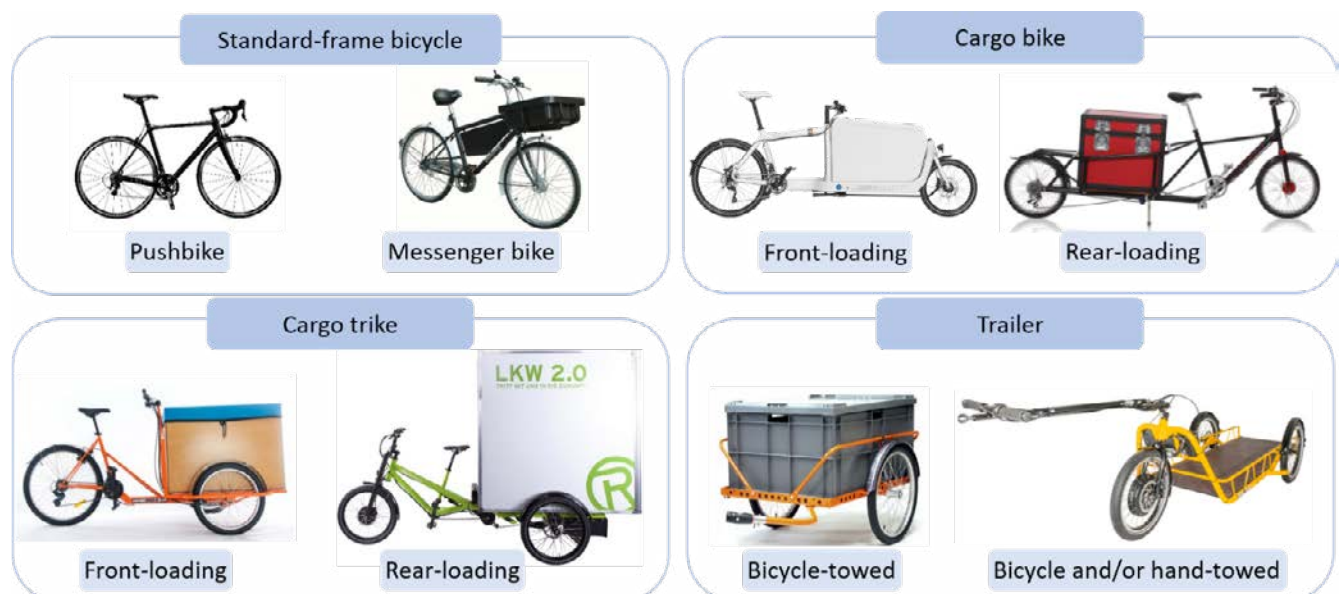 Standard-frame bicycle
Cargo bike
Pushbike
Messenger bike
Front-loading
Rear-loading
Cargo trike
Trailer
LKW 2.0
R
Front-loading
Rear-loading
Bicycle-towed
Bicycle and/or hand-towed